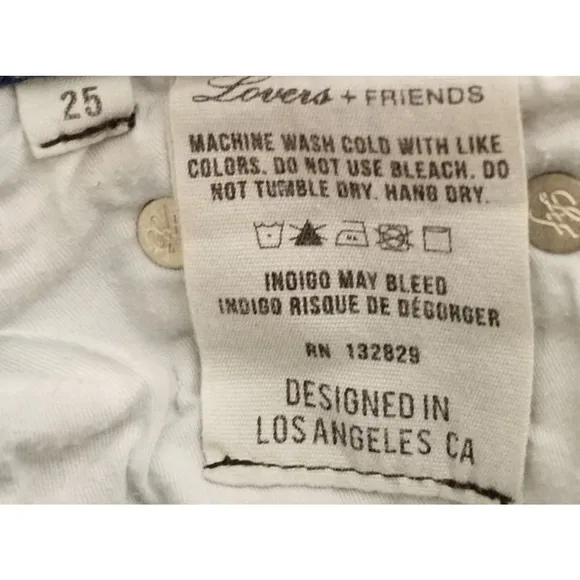 25
Lovers + FRIENDS
MACHINE WASH COLD WITH LIKE
COLORS. DO NOT USE BLEACH. DO
NOT TUMBLE DRY. HANG DRY.
INDIGO MAY BLEED
INDIGO RISQUE DE DÉGORGER
RN 132829
DESIGNED IN
LOS ANGELES CA